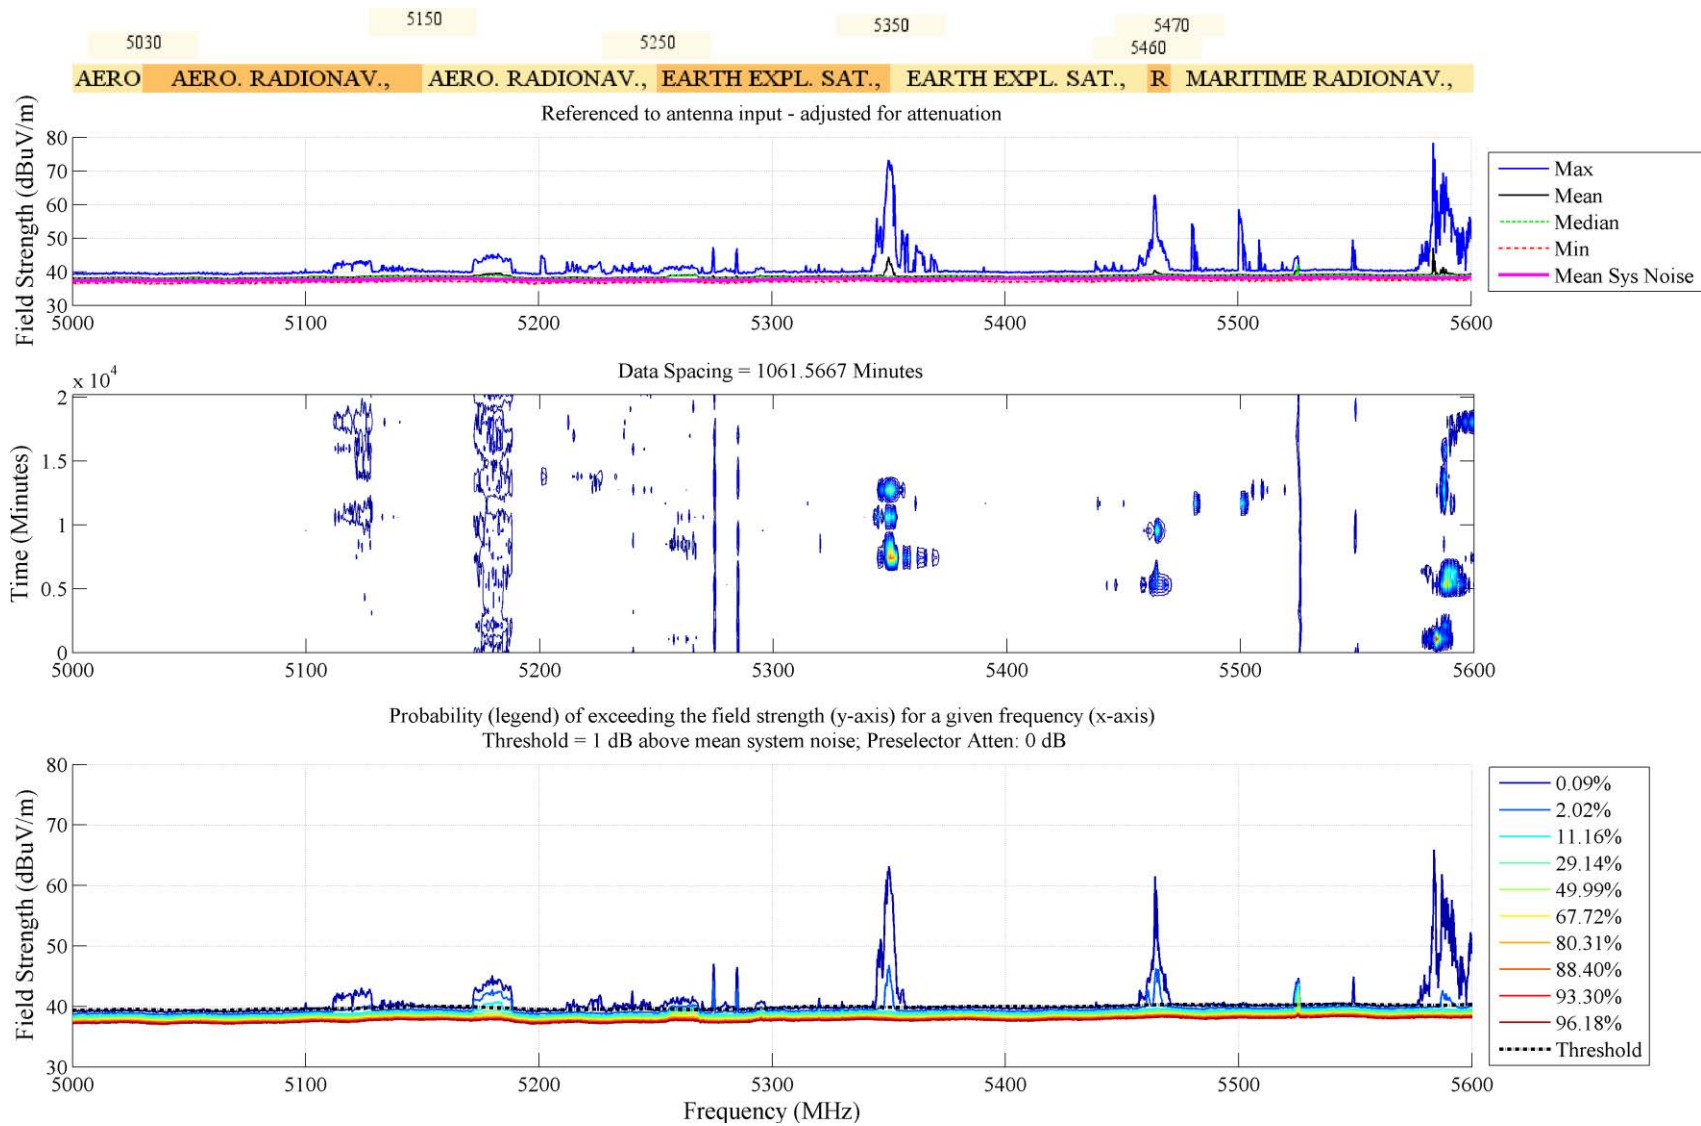 5150 5350 5470
5030 5250 5460
AERO AERO. RADIONAV., AERO. RADIONAV., EARTH EXPL. SAT., EARTH EXPL. SAT., R MARITIME RADIONAV.,
Referenced to antenna input - adjusted for attenuation
Field Strength (dBuV/m)
80
70
60
50
40
30
5000 5100 5200 5300 5400 5500 5600
Max
Mean
Median
Min
Mean Sys Noise
Data Spacing = 1061.5667 Minutes
x 10^4
Time (Minutes)
2
1.5
1
0.5
0
5000 5100 5200 5300 5400 5500 5600
Probability (legend) of exceeding the field strength (y-axis) for a given frequency (x-axis)
Threshold = 1 dB above mean system noise; Preselector Atten: 0 dB
Field Strength (dBuV/m)
80
70
60
50
40
30
5000 5100 5200 5300 5400 5500 5600
Frequency (MHz)
0.09%
2.02%
11.16%
29.14%
49.99%
67.72%
80.31%
88.40%
93.30%
96.18%
Threshold